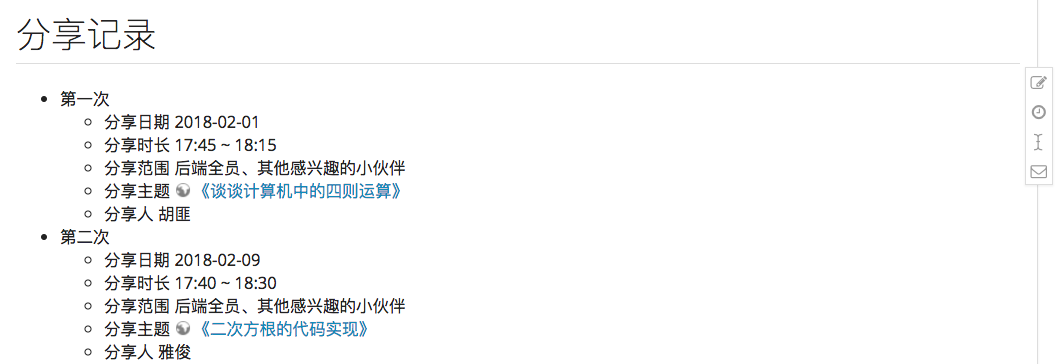 分享记录
第一次
分享日期 2018-02-01
分享时长 17:45 ~ 18:15
分享范围 后端全员、其他感兴趣的小伙伴
分享主题 《谈谈计算机中的四则运算》
分享人 胡匪
第二次
分享日期 2018-02-09
分享时长 17:40 ~ 18:30
分享范围 后端全员、其他感兴趣的小伙伴
分享主题 《二次方根的代码实现》
分享人 雅俊